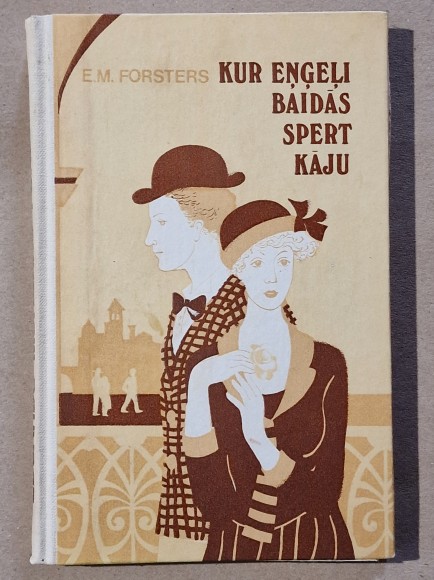 E.M. FORSTERS
KUR EŅĢEĻI
BAIDĀS
SPERT
KĀJU